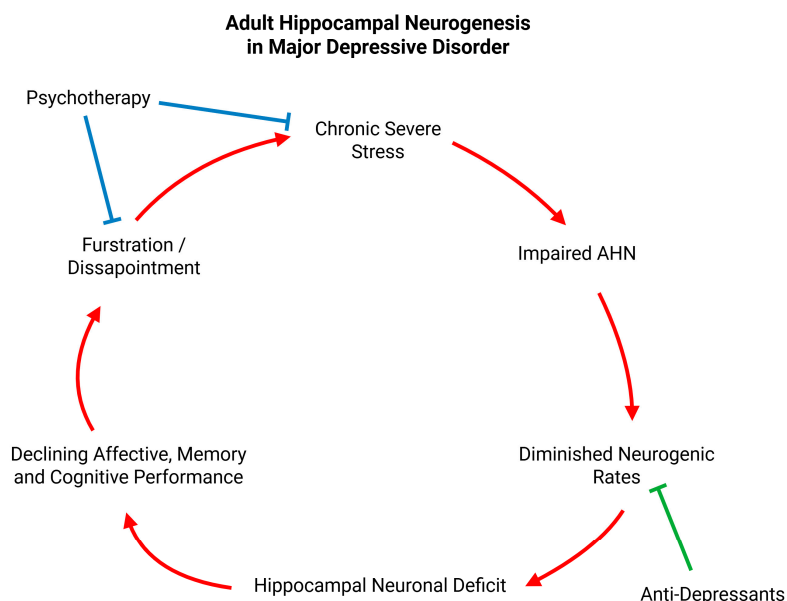 Adult Hippocampal Neurogenesis
in Major Depressive Disorder
Psychotherapy
Chronic Severe
Stress
Furstration /
Dissapointment
Impaired AHN
Declining Affective, Memory
and Cognitive Performance
Diminished Neurogenic
Rates
Hippocampal Neuronal Deficit
Anti-Depressants